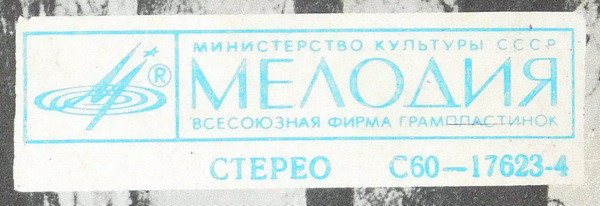 МИНИСТЕРСТВО КУЛЬТУРЫ СССР
® МЕЛОДИЯ
ВСЕСОЮЗНАЯ ФИРМА ГРАМПЛАСТИНОК
СТЕРЕО С60—17623-4